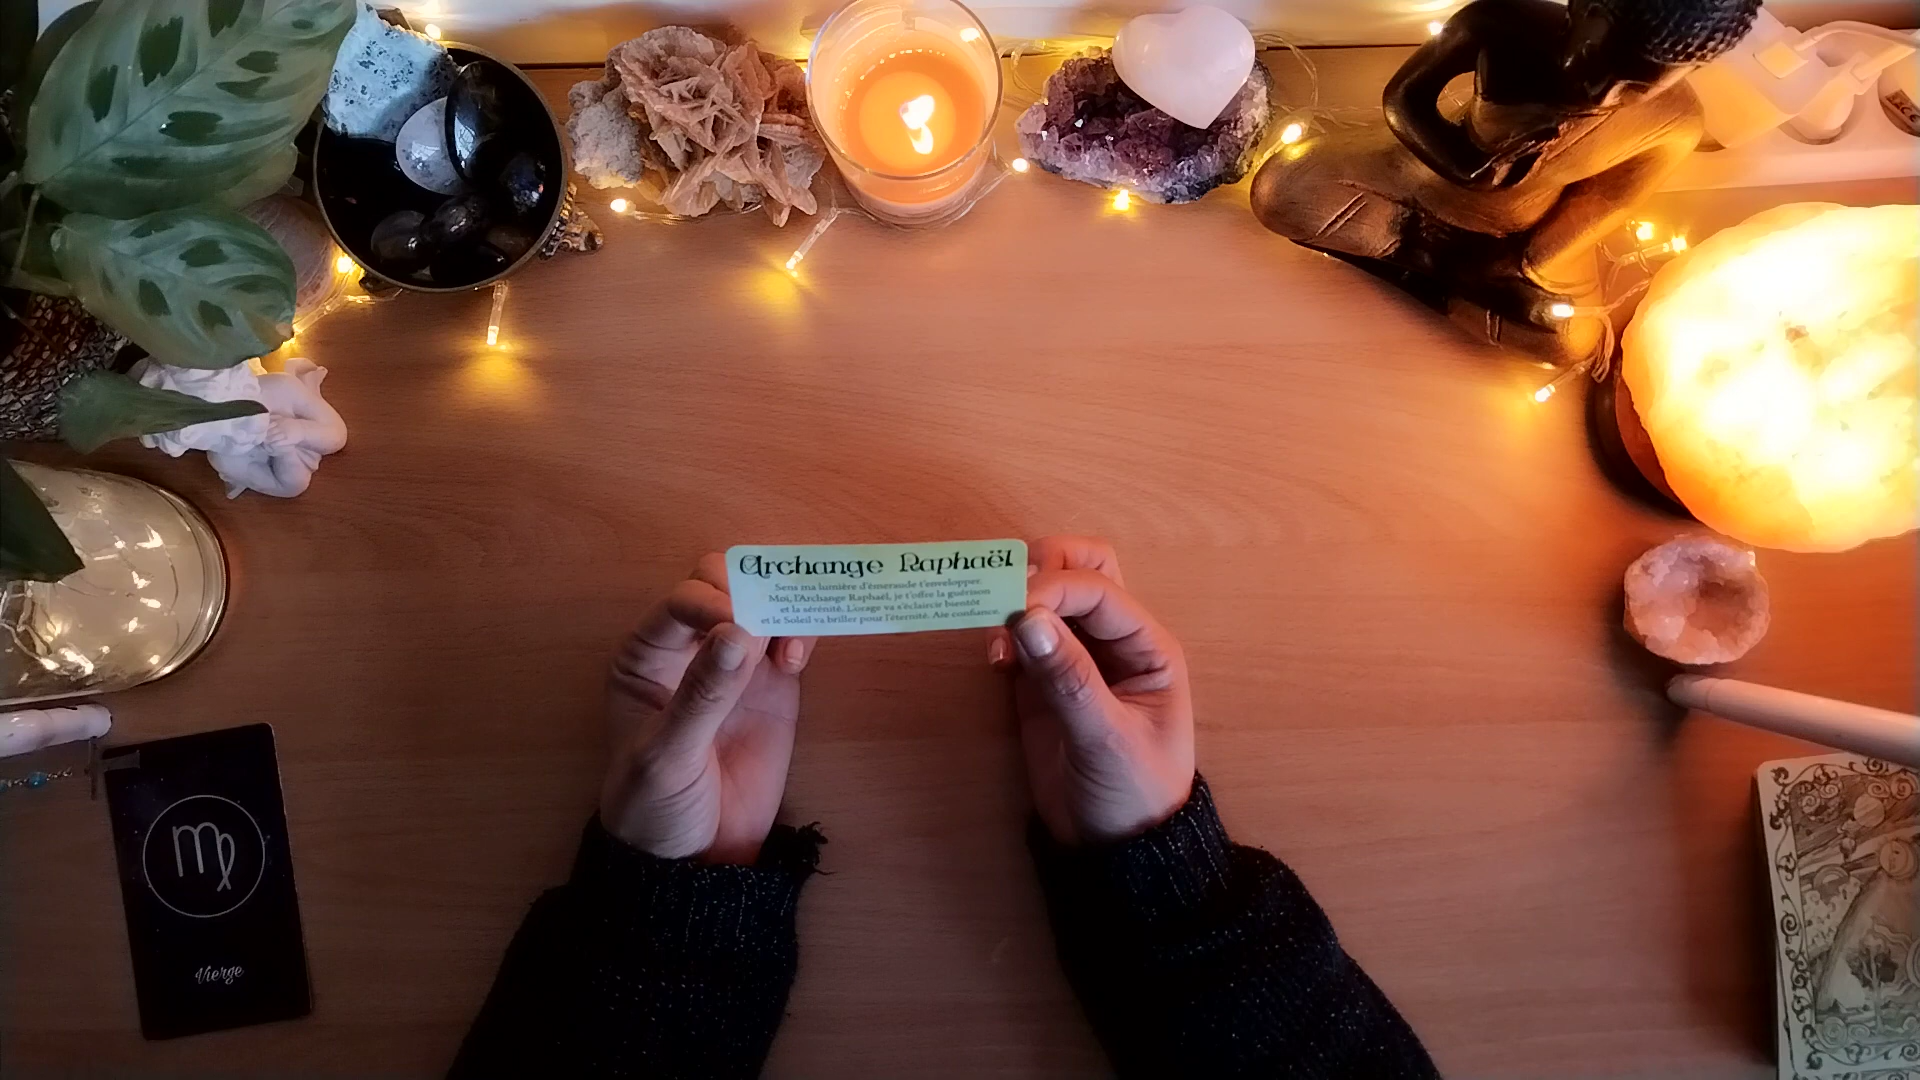 Archange Raphaël
Sens ma lumière d'émeraude t'envelopper.
Moi, l'Archange Raphaël, je t'offre la guérison
et la sérénité. L'orage va s'éclaircir bientôt
et le Soleil va briller pour l'éternité. Aie confiance.
Vierge